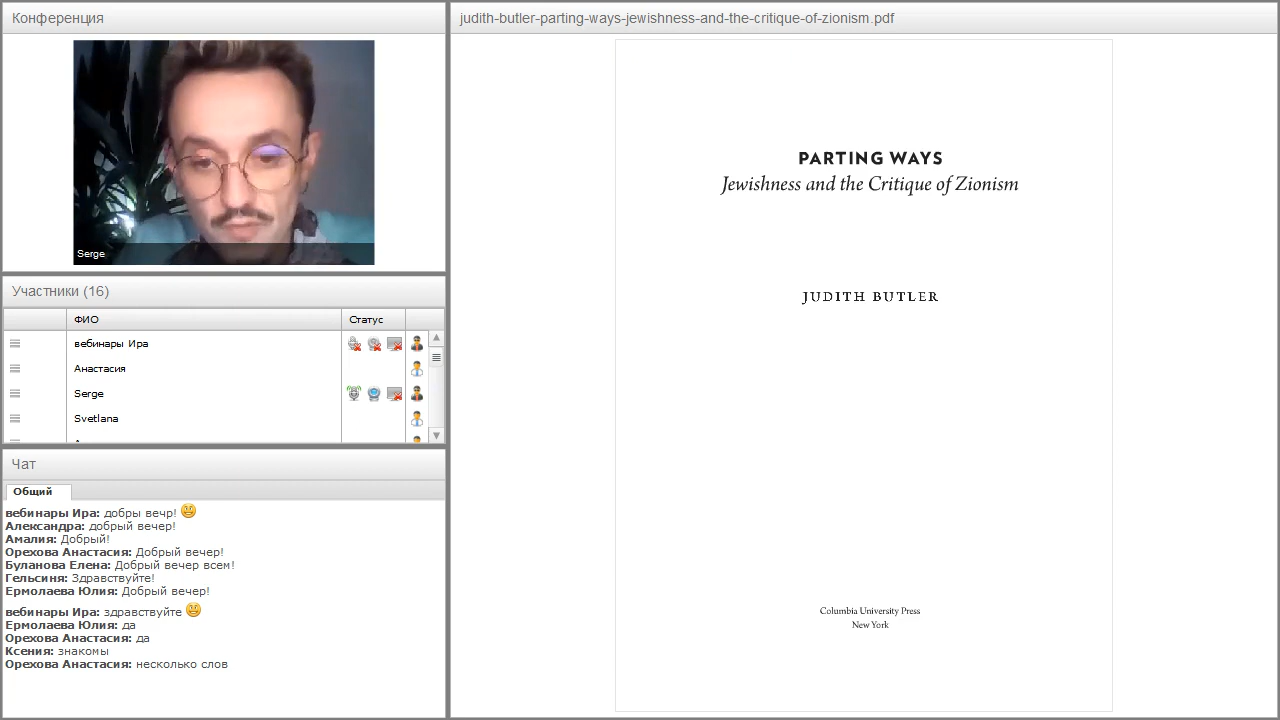 Конференция
Serge
Участники (16)
ФИО
Статус
вебинары Ира
Анастасия
Serge
Svetlana
Чат
Общий
вебинары Ира: добры вечр!
Александра: добрый вечер!
Амалия: Добрый!
Орехова Анастасия: Добрый вечер!
Буланова Елена: Добрый вечер всем!
Гельсиня: Здравствуйте!
Ермолаева Юлия: Добрый вечер!
вебинары Ира: здравствуйте
Ермолаева Юлия: да
Орехова Анастасия: да
Ксения: знакомы
Орехова Анастасия: несколько слов
judith-butler-parting-ways-jewishness-and-the-critique-of-zionism.pdf
PARTING WAYS
Jewishness and the Critique of Zionism
JUDITH BUTLER
Columbia University Press
New York